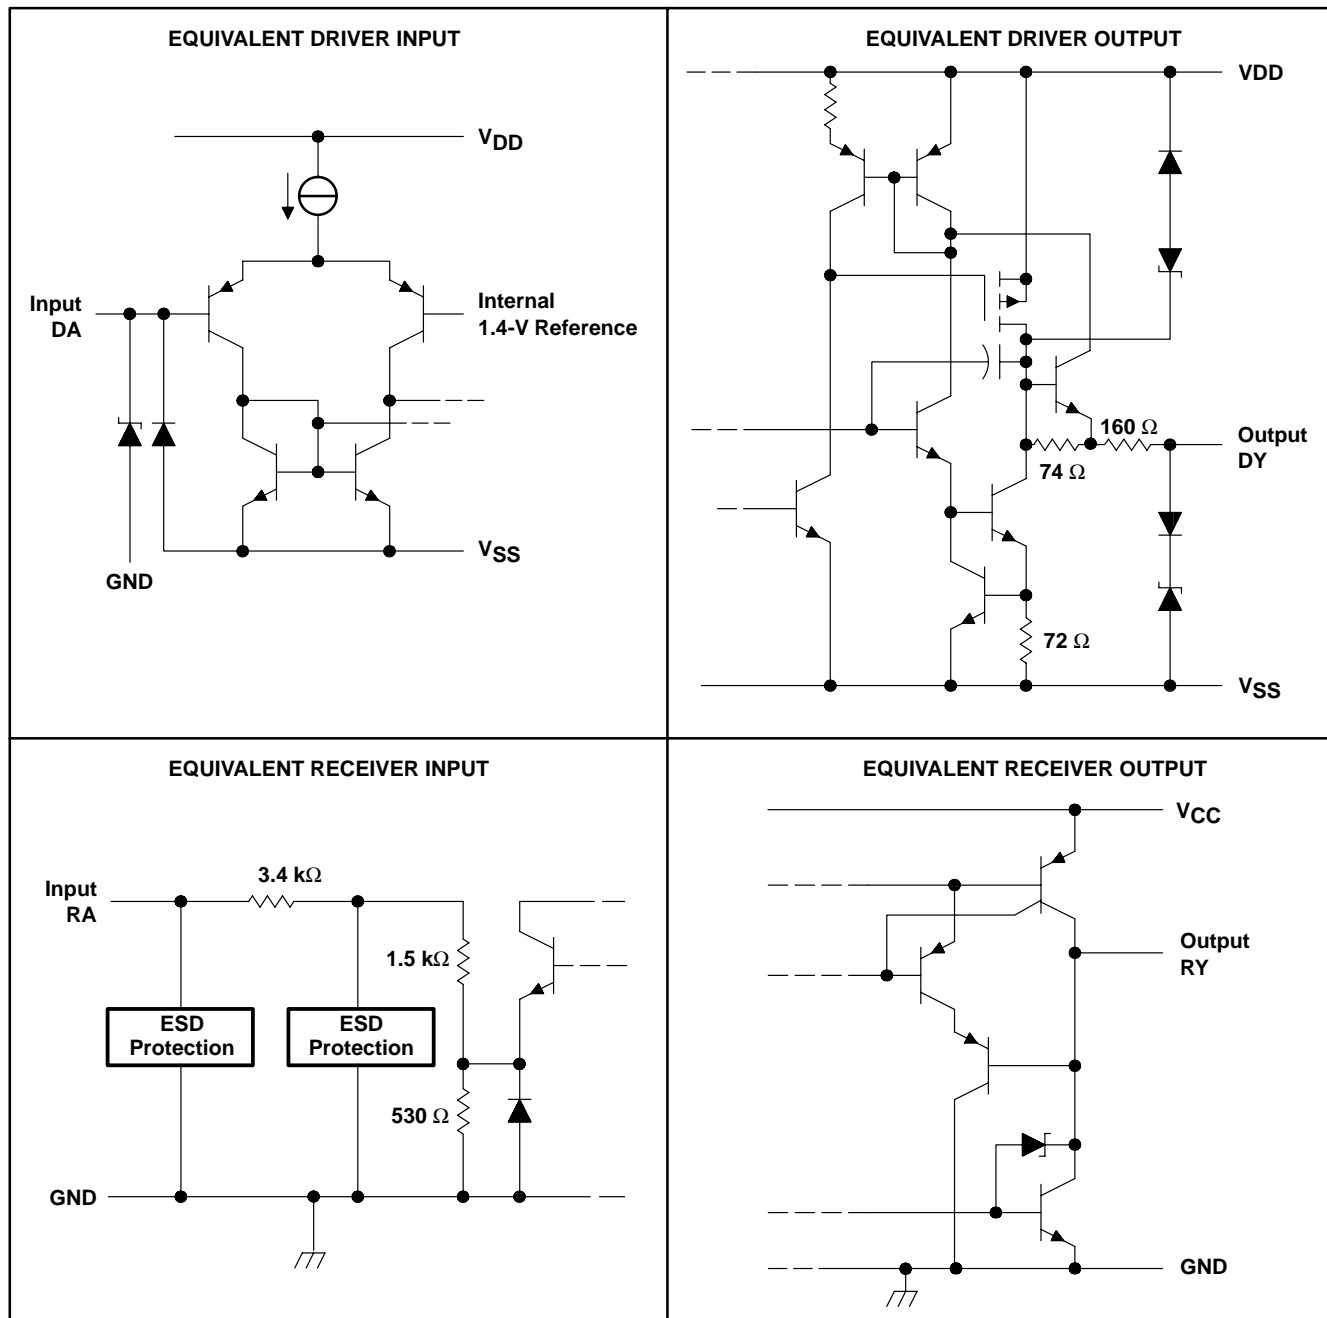 EQUIVALENT DRIVER INPUT
VDD
Input
DA
Internal
1.4-V Reference
GND
VSS
EQUIVALENT DRIVER OUTPUT
VDD
160 Ω
74 Ω
Output
DY
72 Ω
VSS
EQUIVALENT RECEIVER INPUT
Input
RA
3.4 kΩ
1.5 kΩ
ESD
Protection
ESD
Protection
530 Ω
GND
EQUIVALENT RECEIVER OUTPUT
VCC
Output
RY
GND